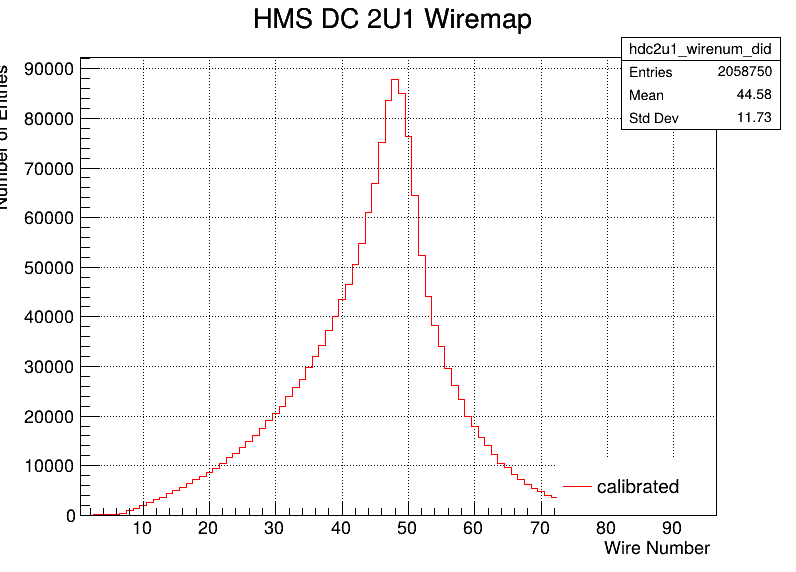 HMS DC 2U1 Wiremap
hdc2u1_wirenum_did
Entries 2058750
Mean 44.58
Std Dev 11.73
Number of Entries
90000
80000
70000
60000
50000
40000
30000
20000
10000
0
calibrated
10 20 30 40 50 60 70 80 90
Wire Number